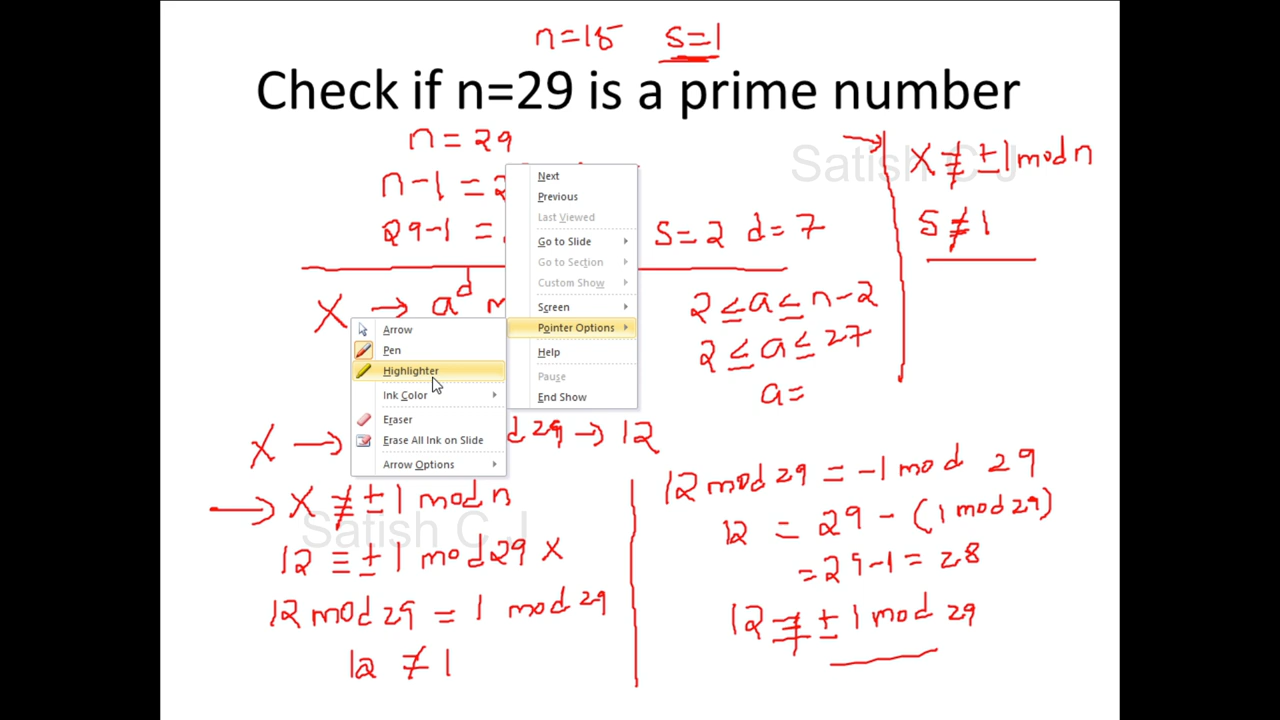 n=15 S=1
Check if n=29 is a prime number
n = 29
n-1 = 2
29-1 =
S=2 d=7
X → a^d m
2 ≤ a ≤ n-2
2 ≤ a ≤ 27
a=
→ X ≢ ±1 mod n
S ≠ 1
Satish C J
Next
Previous
Last Viewed
Go to Slide
Go to Section
Custom Show
Screen
Pointer Options
Help
Pause
End Show
Arrow
Pen
Highlighter
Ink Color
Eraser
Erase All Ink on Slide
Arrow Options
X → d 29 → 12
→ X ≢ ±1 mod n
Satish C J
12 ≡ ±1 mod 29 X
12 mod 29 = 1 mod 29
12 ≠ 1
12 mod 29 = -1 mod 29
12 = 29 - (1 mod 29)
= 29-1 = 28
12 ≢ ±1 mod 29